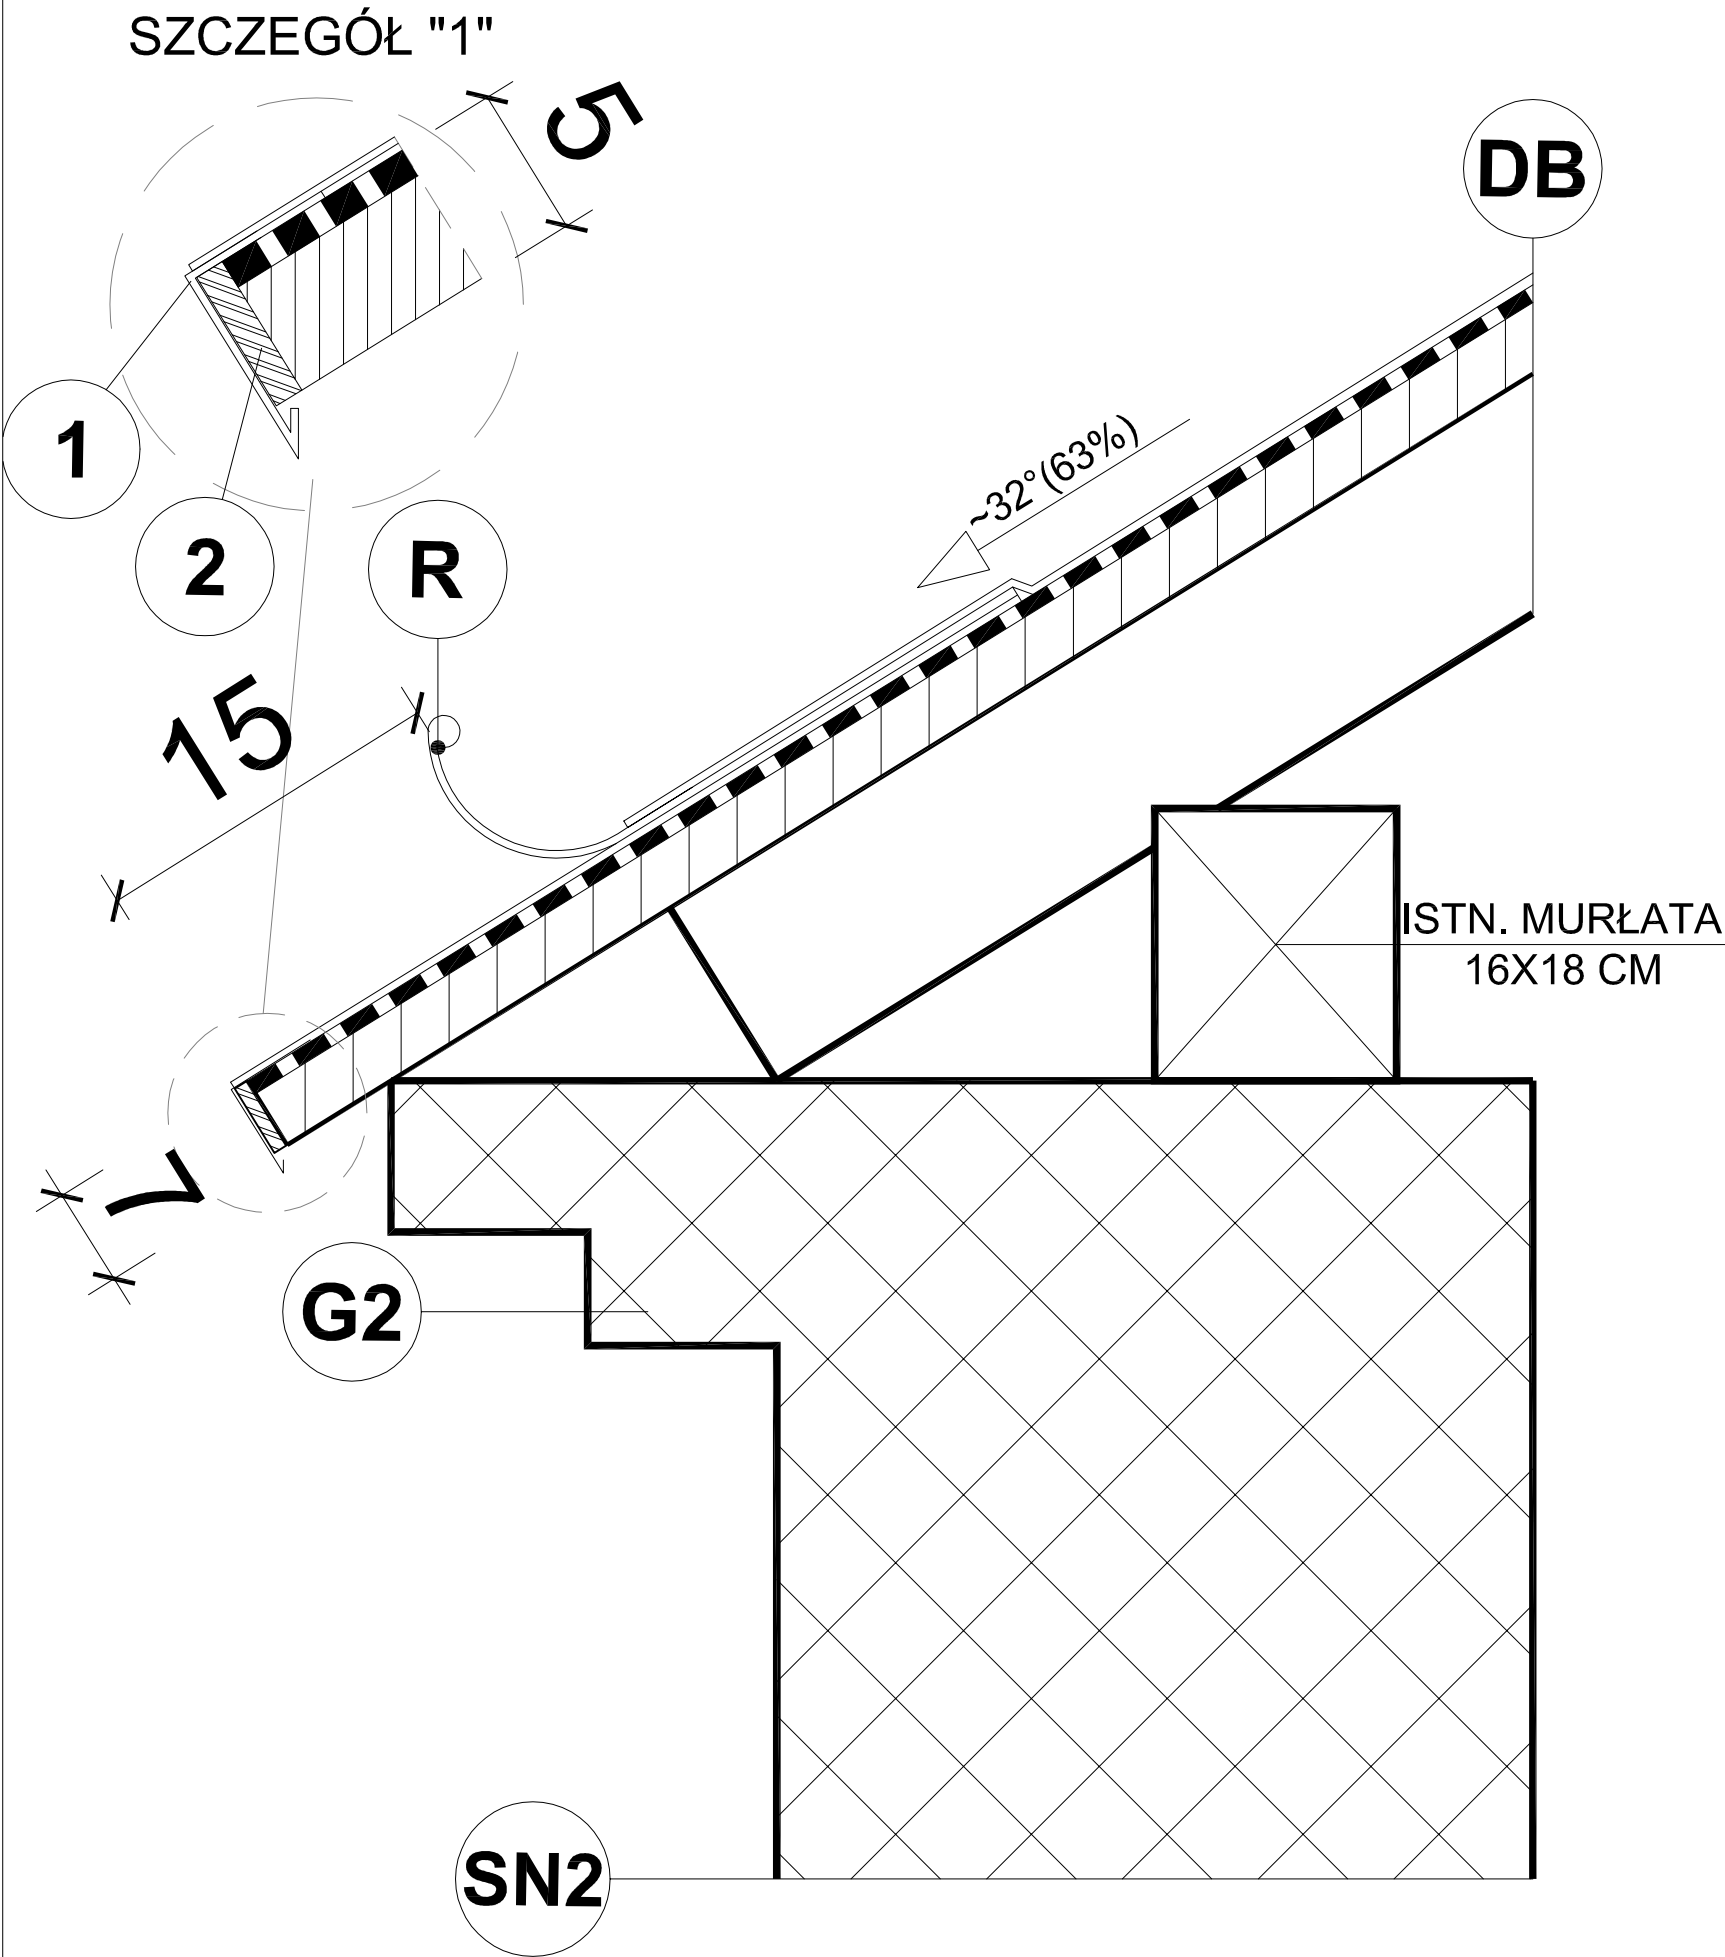 SZCZEGÓŁ "1"
5
DB
1
2
R
~32°(63%)
15
ISTN. MURŁATA
16X18 CM
7
G2
SN2